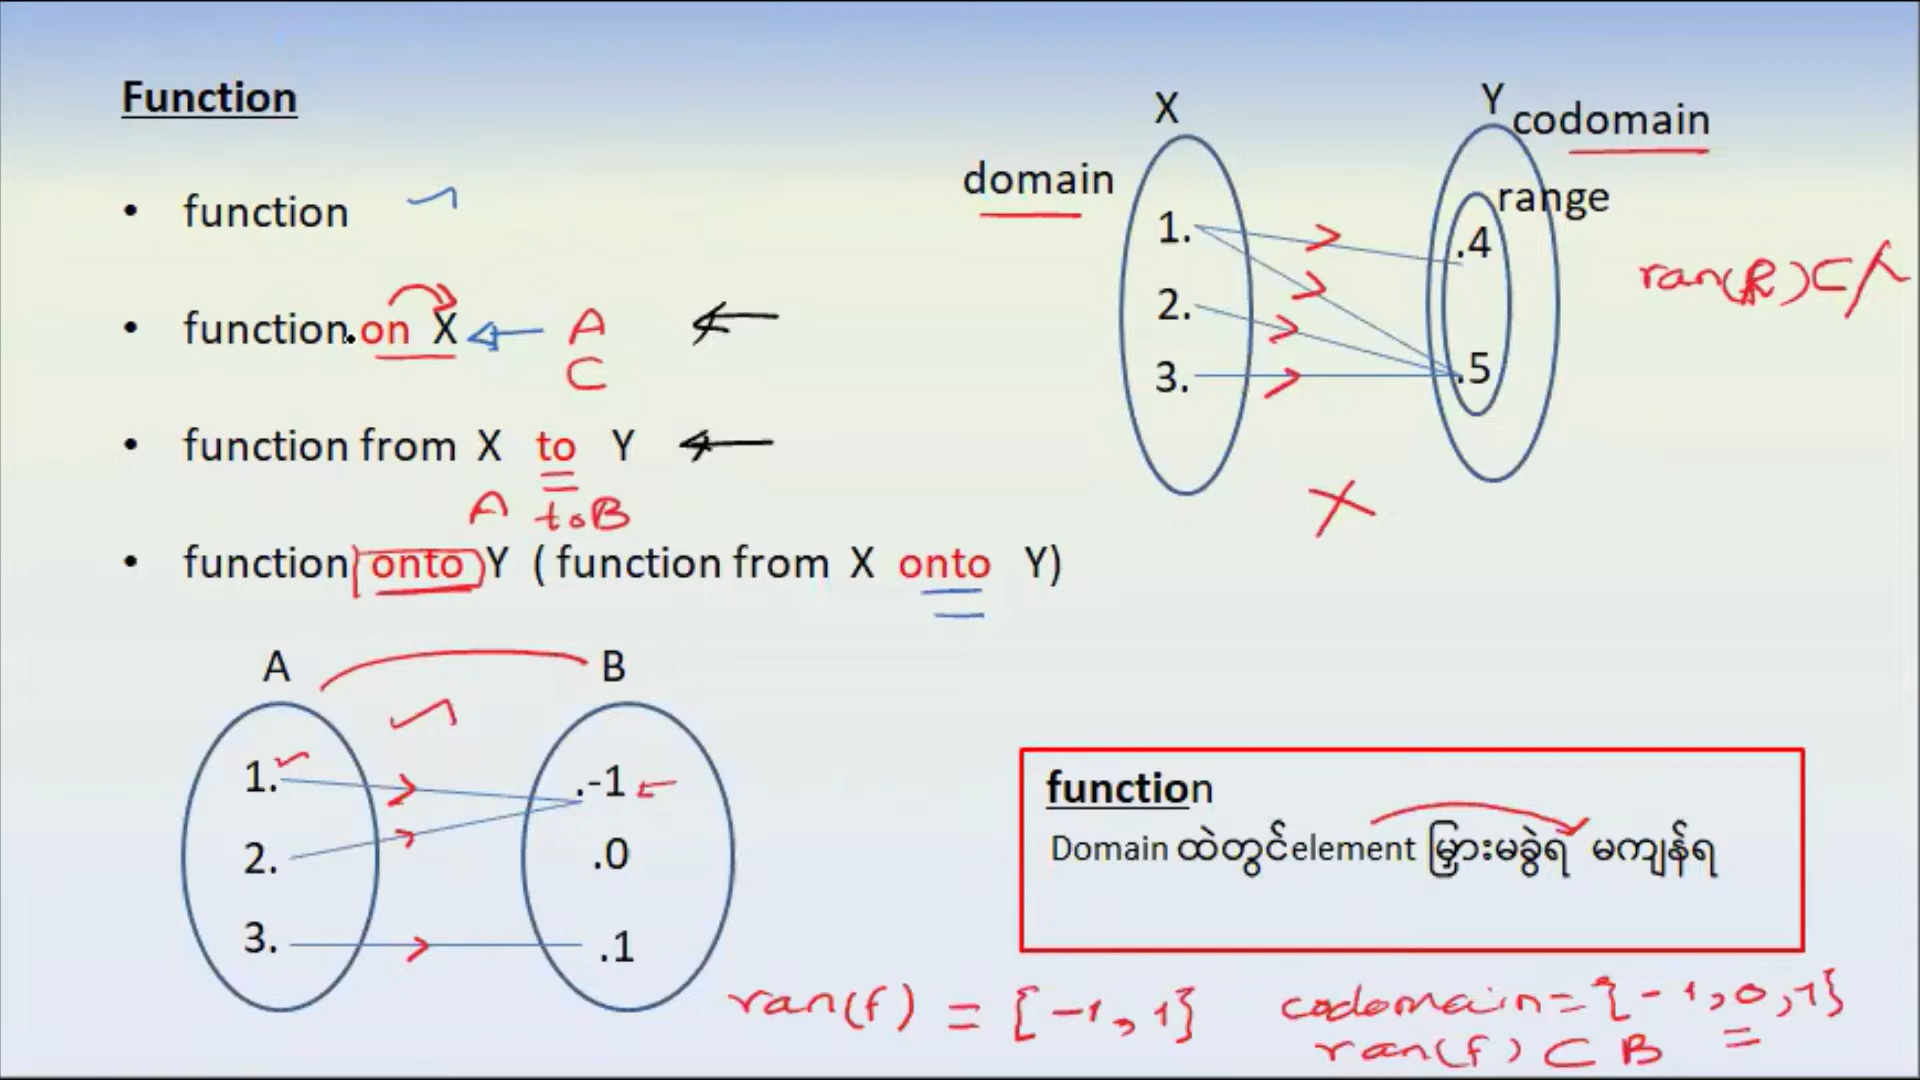 Function
• function
• function on X A
C
• function from X to Y
A to B
• function onto Y ( function from X onto Y)
X
Y
codomain
domain
range
1.
.4
2.
3.
.5
A
B
1.
.-1
2.
.0
3.
.1
function
Domain ထဲတွင် element မြှားမခွဲရ မကျန်ရ
ran(f) = {-1, 1}
codomain = {-1, 0, 1}
ran(f) ⊂ B